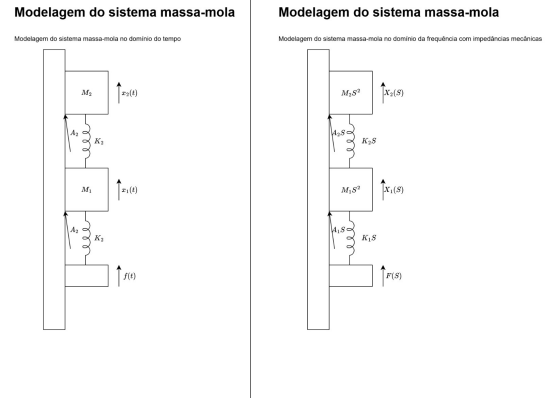 Modelagem do sistema massa-mola
Modelagem do sistema massa-mola no domínio do tempo
M₂
x₂(t)
A₂
K₂
M₁
x₁(t)
A₂
K₂
f(t)
Modelagem do sistema massa-mola
Modelagem do sistema massa-mola no domínio da frequência com impedâncias mecânicas
M₂S²
X₂(S)
A₂S
K₂S
M₁S²
X₁(S)
A₁S
K₁S
F(S)